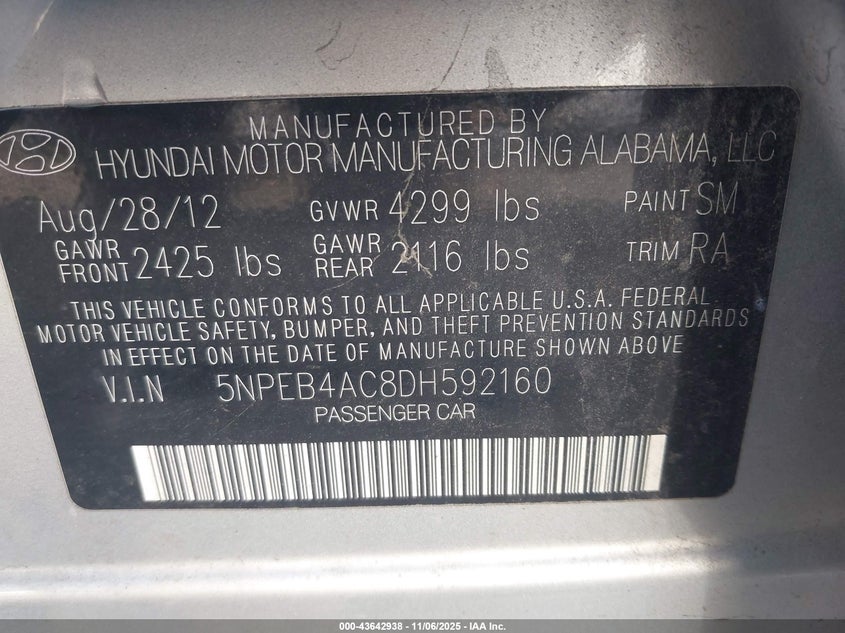 MANUFACTURED BY
HYUNDAI MOTOR MANUFACTURING ALABAMA, LLC
Aug/28/12 GVWR 4299 lbs PAINT SM
GAWR FRONT 2425 lbs GAWR REAR 2116 lbs TRIM RA
THIS VEHICLE CONFORMS TO ALL APPLICABLE U.S.A. FEDERAL
MOTOR VEHICLE SAFETY, BUMPER, AND THEFT PREVENTION STANDARDS
IN EFFECT ON THE DATE OF MANUFACTURE SHOWN ABOVE
V.I.N 5NPEB4AC8DH592160
PASSENGER CAR
000-43642938 - 11/06/2025 - IAA Inc.